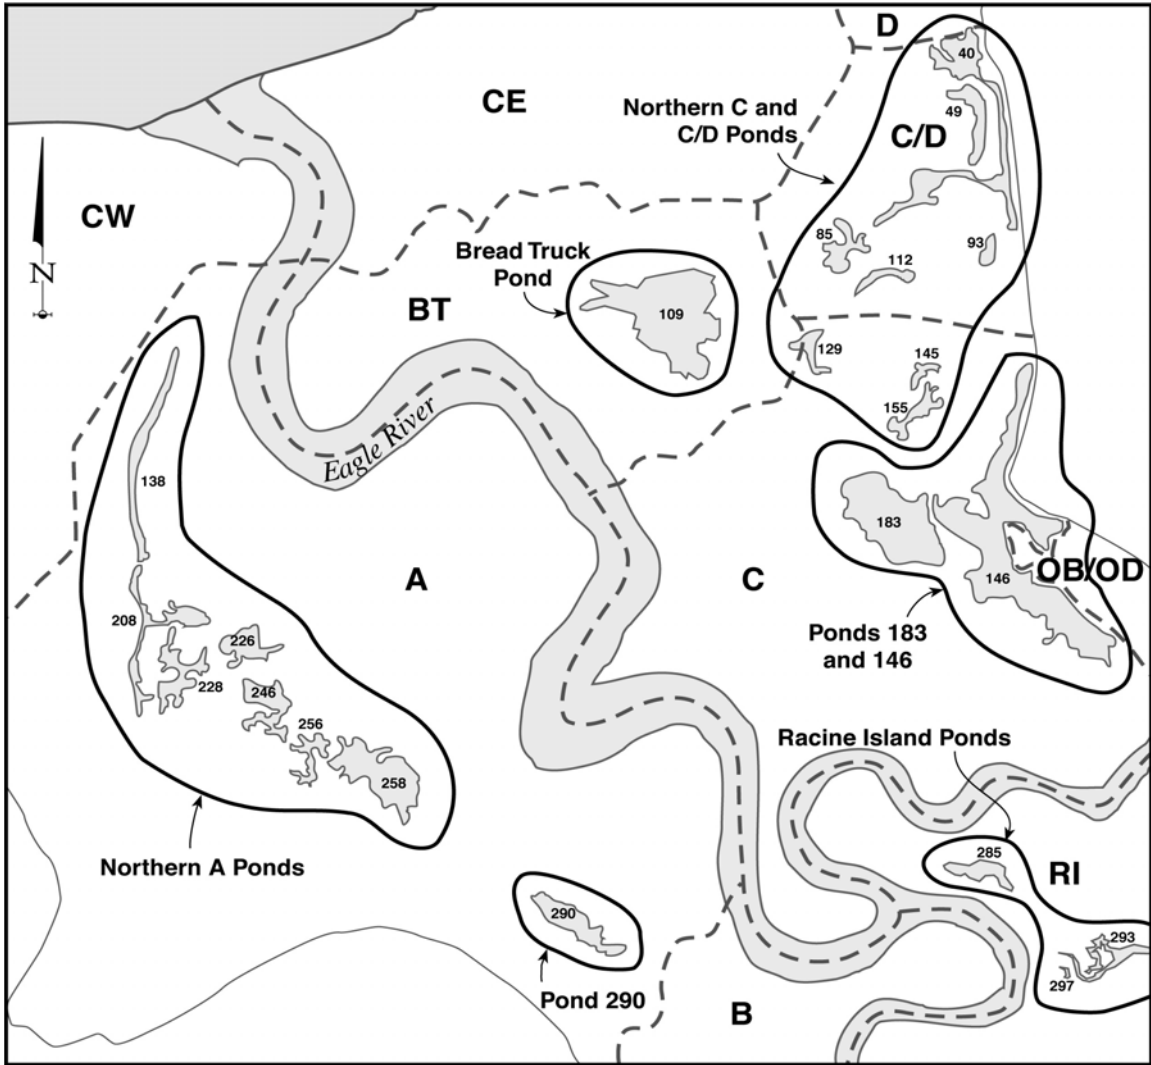 D
40
CE
Northern C and
C/D Ponds
49
C/D
CW
N
85
93
Bread Truck
Pond
112
BT
109
129
145
155
Eagle River
138
183
146
OB/OD
A
C
208
226
Ponds 183
and 146
228
246
256
Racine Island Ponds
258
285
Northern A Ponds
RI
290
293
297
Pond 290
B